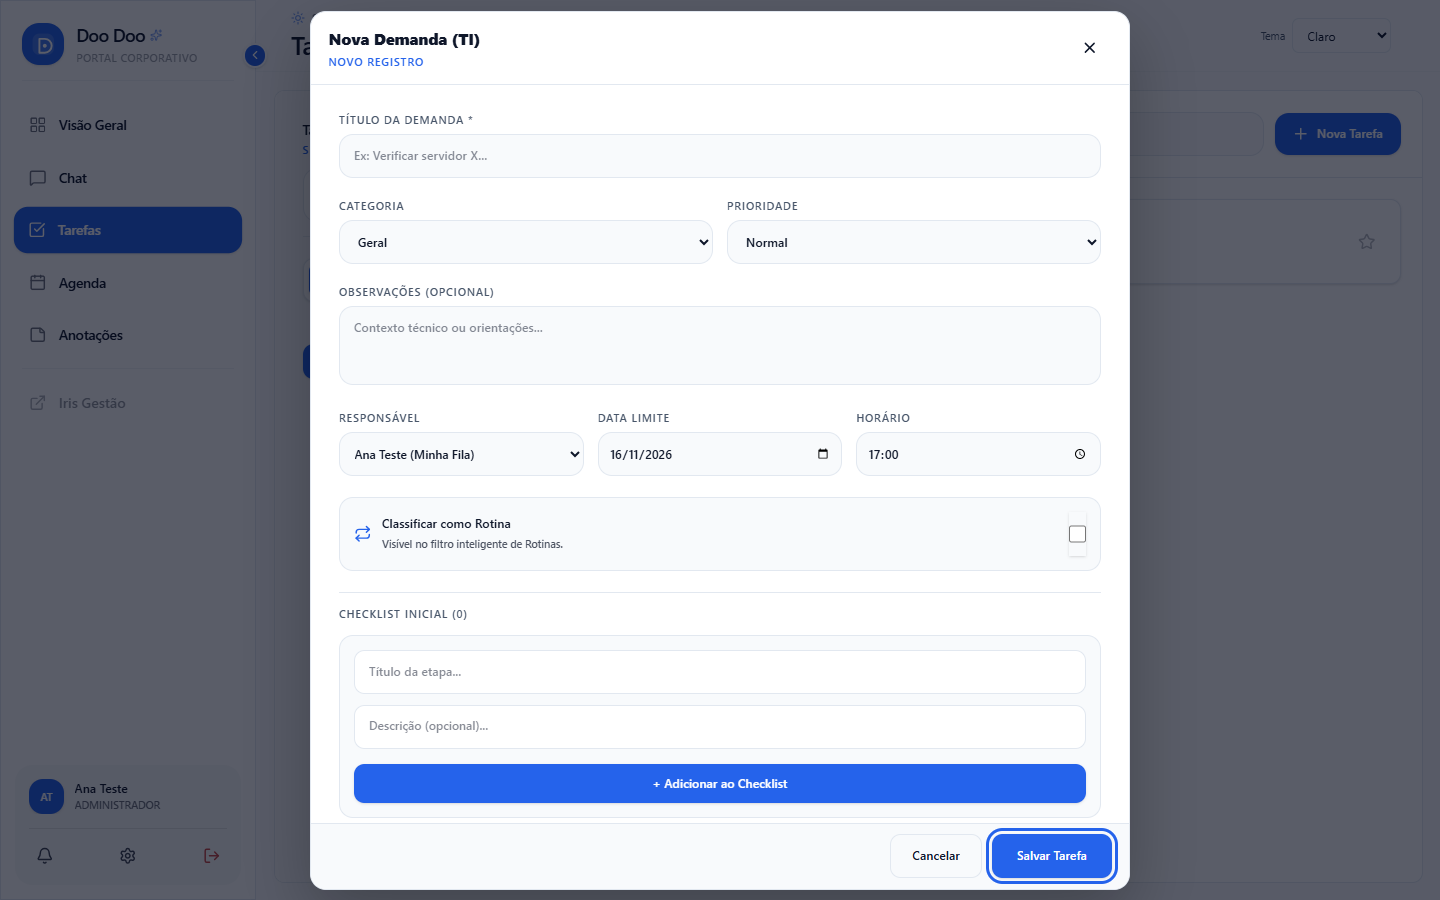 Doo Doo
PORTAL CORPORATIVO
Visão Geral
Chat
Tarefas
Agenda
Anotações
Iris Gestão
AT
Ana Teste
ADMINISTRADOR
Tema
Claro
Nova Tarefa
Nova Demanda (TI)
NOVO REGISTRO
TÍTULO DA DEMANDA *
Ex: Verificar servidor X...
CATEGORIA
PRIORIDADE
Geral
Normal
OBSERVAÇÕES (OPCIONAL)
Contexto técnico ou orientações...
RESPONSÁVEL
DATA LIMITE
HORÁRIO
Ana Teste (Minha Fila)
16/11/2026
17:00
Classificar como Rotina
Visível no filtro inteligente de Rotinas.
CHECKLIST INICIAL (0)
Título da etapa...
Descrição (opcional)...
+ Adicionar ao Checklist
Cancelar
Salvar Tarefa